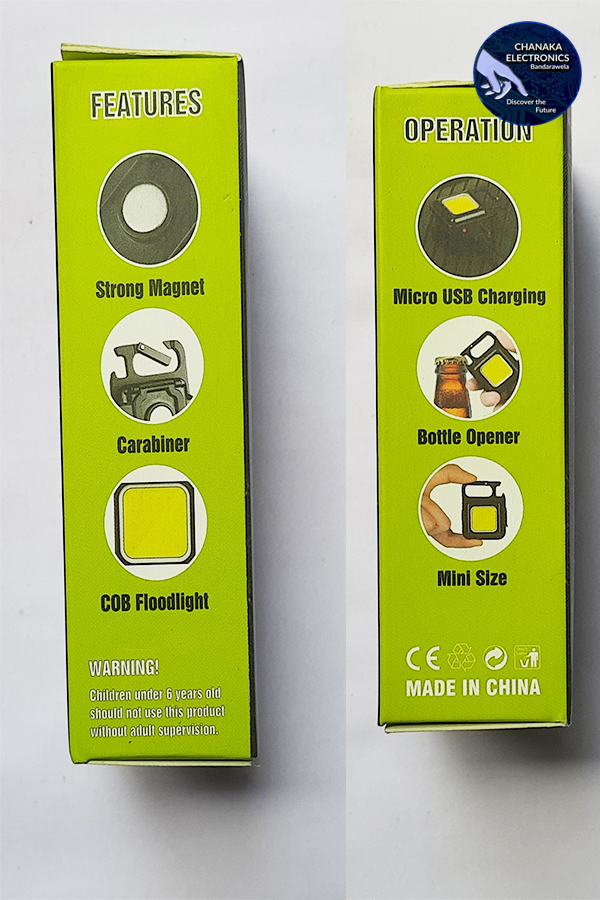 FEATURES
Strong Magnet
Carabiner
COB Floodlight
WARNING!
Children under 6 years old
should not use this product
without adult supervision.
CHANAKA
ELECTRONICS
Bandarawela
Discover the
Future
OPERATION
Micro USB Charging
Bottle Opener
Mini Size
CE
MADE IN CHINA